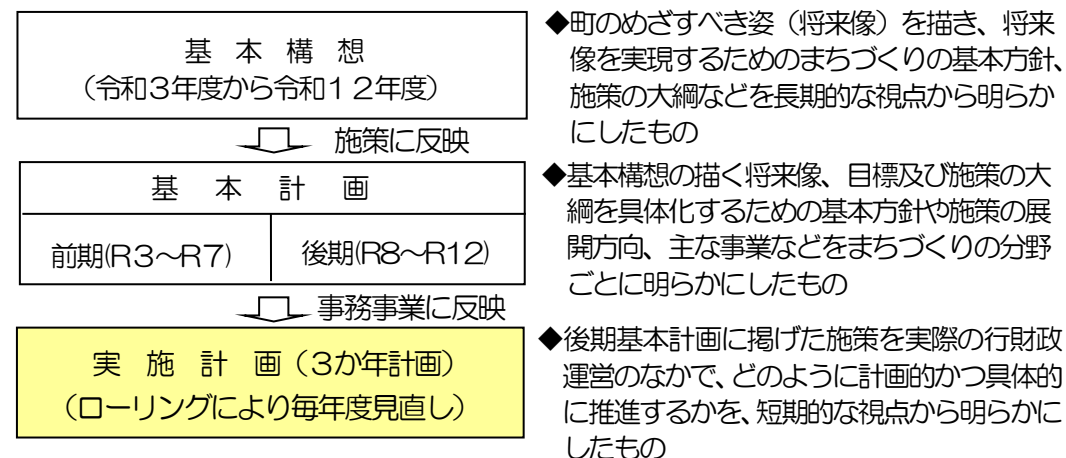 基 本 構 想
（令和３年度から令和１２年度）
◆町のめざすべき姿（将来像）を描き、将来
像を実現するためのまちづくりの基本方針、
施策の大綱などを長期的な視点から明らか
にしたもの
施策に反映
基 本 計 画
前期(R３～R７)
後期(R８～R１２)
◆基本構想の描く将来像、目標及び施策の大
綱を具体化するための基本方針や施策の展
開方向、主な事業などをまちづくりの分野
ごとに明らかにしたもの
事務事業に反映
実 施 計 画（３か年計画）
（ローリングにより毎年度見直し）
◆後期基本計画に掲げた施策を実際の行財政
運営のなかで、どのように計画的かつ具体的
に推進するかを、短期的な視点から明らかに
したもの